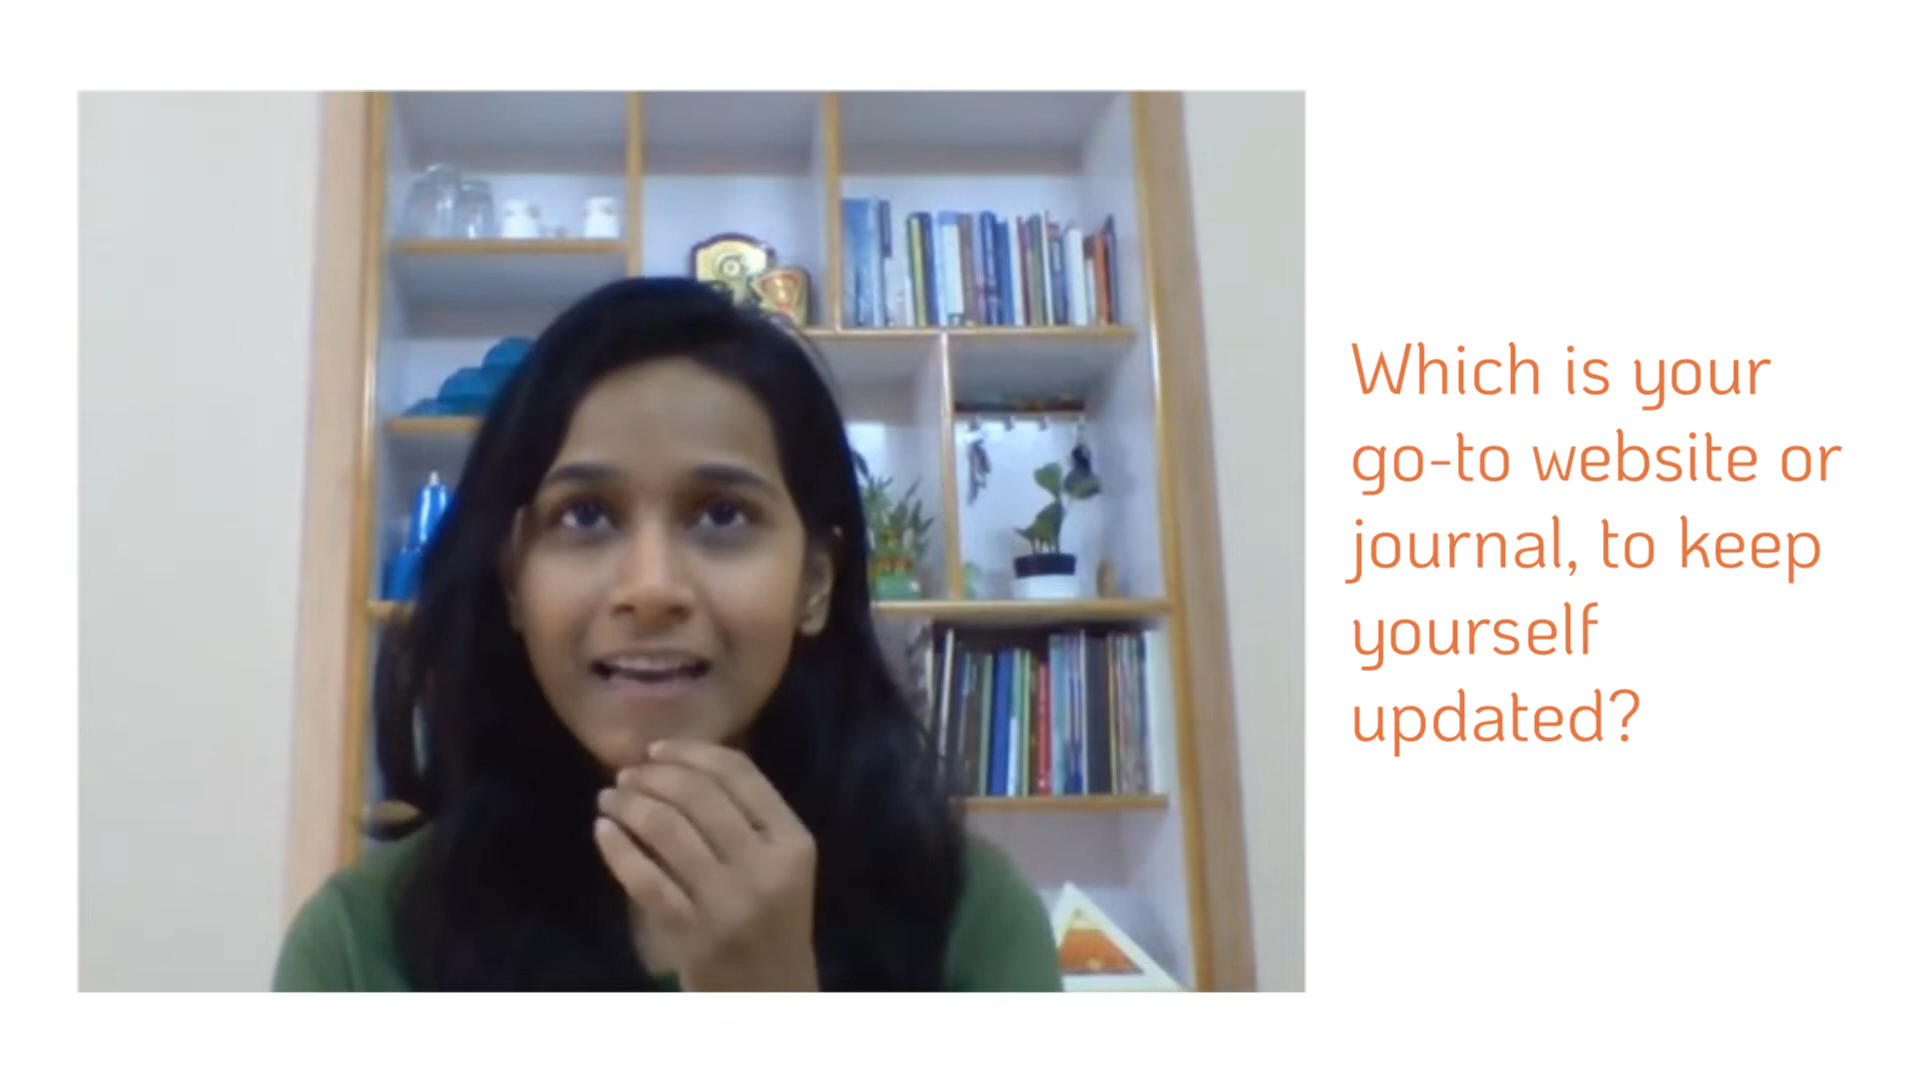 Which is your
go-to website or
journal, to keep
yourself
updated?